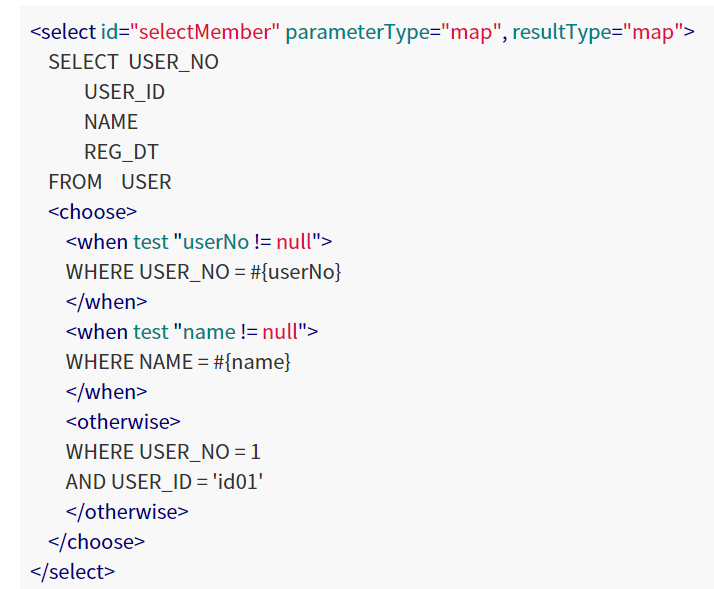 <select id="selectMember" parameterType="map", resultType="map">
SELECT USER_NO
USER_ID
NAME
REG_DT
FROM USER
<choose>
<when test "userNo != null">
WHERE USER_NO = #{userNo}
</when>
<when test "name != null">
WHERE NAME = #{name}
</when>
<otherwise>
WHERE USER_NO = 1
AND USER_ID = 'id01'
</otherwise>
</choose>
</select>